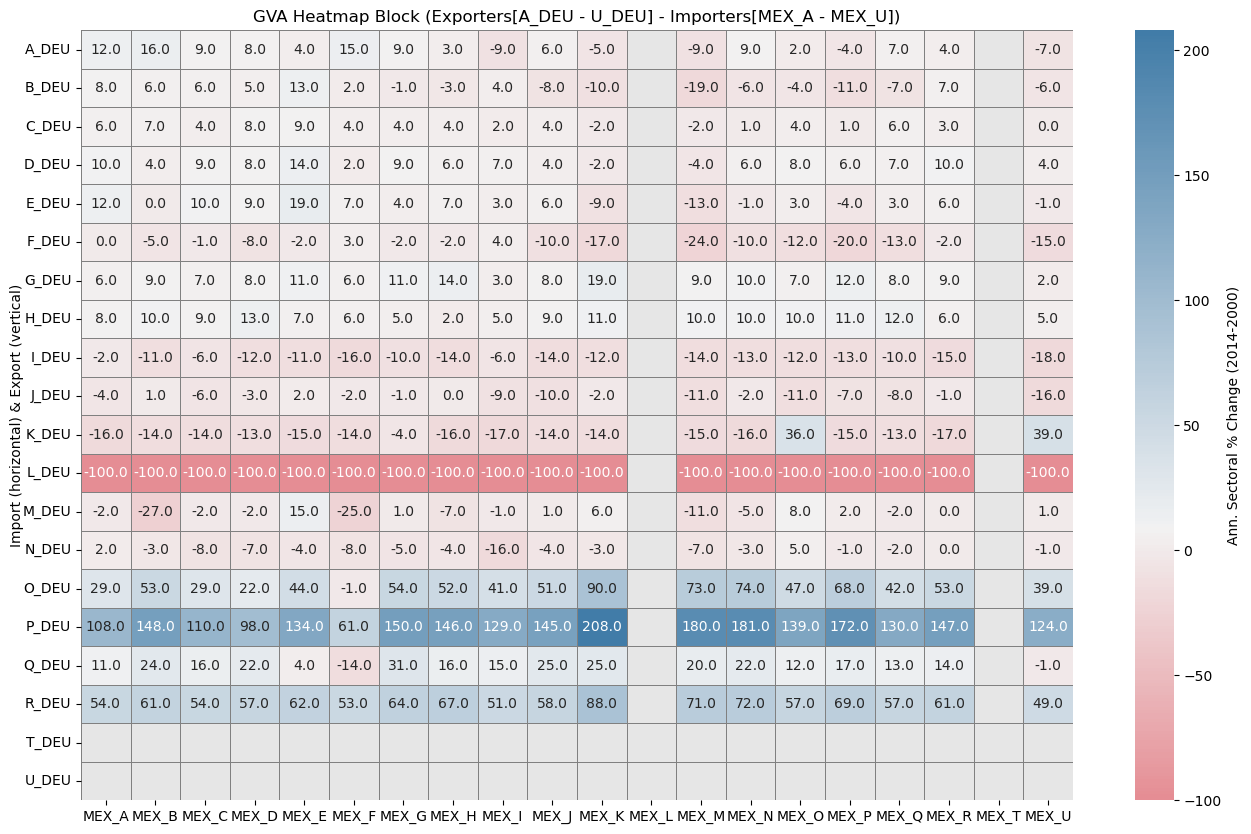 GVA Heatmap Block (Exporters[A_DEU - U_DEU] - Importers[MEX_A - MEX_U])
Import (horizontal) & Export (vertical)
A_DEU 12.0 16.0 9.0 8.0 4.0 15.0 9.0 3.0 -9.0 6.0 -5.0 -9.0 9.0 2.0 -4.0 7.0 4.0 -7.0
B_DEU 8.0 6.0 6.0 5.0 13.0 2.0 -1.0 -3.0 4.0 -8.0 -10.0 -19.0 -6.0 -4.0 -11.0 -7.0 7.0 -6.0
C_DEU 6.0 7.0 4.0 8.0 9.0 4.0 4.0 4.0 2.0 4.0 -2.0 -2.0 1.0 4.0 1.0 6.0 3.0 0.0
D_DEU 10.0 4.0 9.0 8.0 14.0 2.0 9.0 6.0 7.0 4.0 -2.0 -4.0 6.0 8.0 6.0 7.0 10.0 4.0
E_DEU 12.0 0.0 10.0 9.0 19.0 7.0 4.0 7.0 3.0 6.0 -9.0 -13.0 -1.0 3.0 -4.0 3.0 6.0 -1.0
F_DEU 0.0 -5.0 -1.0 -8.0 -2.0 3.0 -2.0 -2.0 4.0 -10.0 -17.0 -24.0 -10.0 -12.0 -20.0 -13.0 -2.0 -15.0
G_DEU 6.0 9.0 7.0 8.0 11.0 6.0 11.0 14.0 3.0 8.0 19.0 9.0 10.0 7.0 12.0 8.0 9.0 2.0
H_DEU 8.0 10.0 9.0 13.0 7.0 6.0 5.0 2.0 5.0 9.0 11.0 10.0 10.0 10.0 11.0 12.0 6.0 5.0
I_DEU -2.0 -11.0 -6.0 -12.0 -11.0 -16.0 -10.0 -14.0 -6.0 -14.0 -12.0 -14.0 -13.0 -12.0 -13.0 -10.0 -15.0 -18.0
J_DEU -4.0 1.0 -6.0 -3.0 2.0 -2.0 -1.0 0.0 -9.0 -10.0 -2.0 -11.0 -2.0 -11.0 -7.0 -8.0 -1.0 -16.0
K_DEU -16.0 -14.0 -14.0 -13.0 -15.0 -14.0 -4.0 -16.0 -17.0 -14.0 -14.0 -15.0 -16.0 36.0 -15.0 -13.0 -17.0 39.0
L_DEU -100.0 -100.0 -100.0 -100.0 -100.0 -100.0 -100.0 -100.0 -100.0 -100.0 -100.0 -100.0 -100.0 -100.0 -100.0 -100.0 -100.0 -100.0
M_DEU -2.0 -27.0 -2.0 -2.0 15.0 -25.0 1.0 -7.0 -1.0 1.0 6.0 -11.0 -5.0 8.0 2.0 -2.0 0.0 1.0
N_DEU 2.0 -3.0 -8.0 -7.0 -4.0 -8.0 -5.0 -4.0 -16.0 -4.0 -3.0 -7.0 -3.0 5.0 -1.0 -2.0 0.0 -1.0
O_DEU 29.0 53.0 29.0 22.0 44.0 -1.0 54.0 52.0 41.0 51.0 90.0 73.0 74.0 47.0 68.0 42.0 53.0 39.0
P_DEU 108.0 148.0 110.0 98.0 134.0 61.0 150.0 146.0 129.0 145.0 208.0 180.0 181.0 139.0 172.0 130.0 147.0 124.0
Q_DEU 11.0 24.0 16.0 22.0 4.0 -14.0 31.0 16.0 15.0 25.0 25.0 20.0 22.0 12.0 17.0 13.0 14.0 -1.0
R_DEU 54.0 61.0 54.0 57.0 62.0 53.0 64.0 67.0 51.0 58.0 88.0 71.0 72.0 57.0 69.0 57.0 61.0 49.0
T_DEU
U_DEU
MEX_A MEX_B MEX_C MEX_D MEX_E MEX_F MEX_G MEX_H MEX_I MEX_J MEX_K MEX_L MEX_M MEX_N MEX_O MEX_P MEX_Q MEX_R MEX_T MEX_U
200
150
100
50
0
−50
−100
Ann. Sectoral % Change (2014-2000)